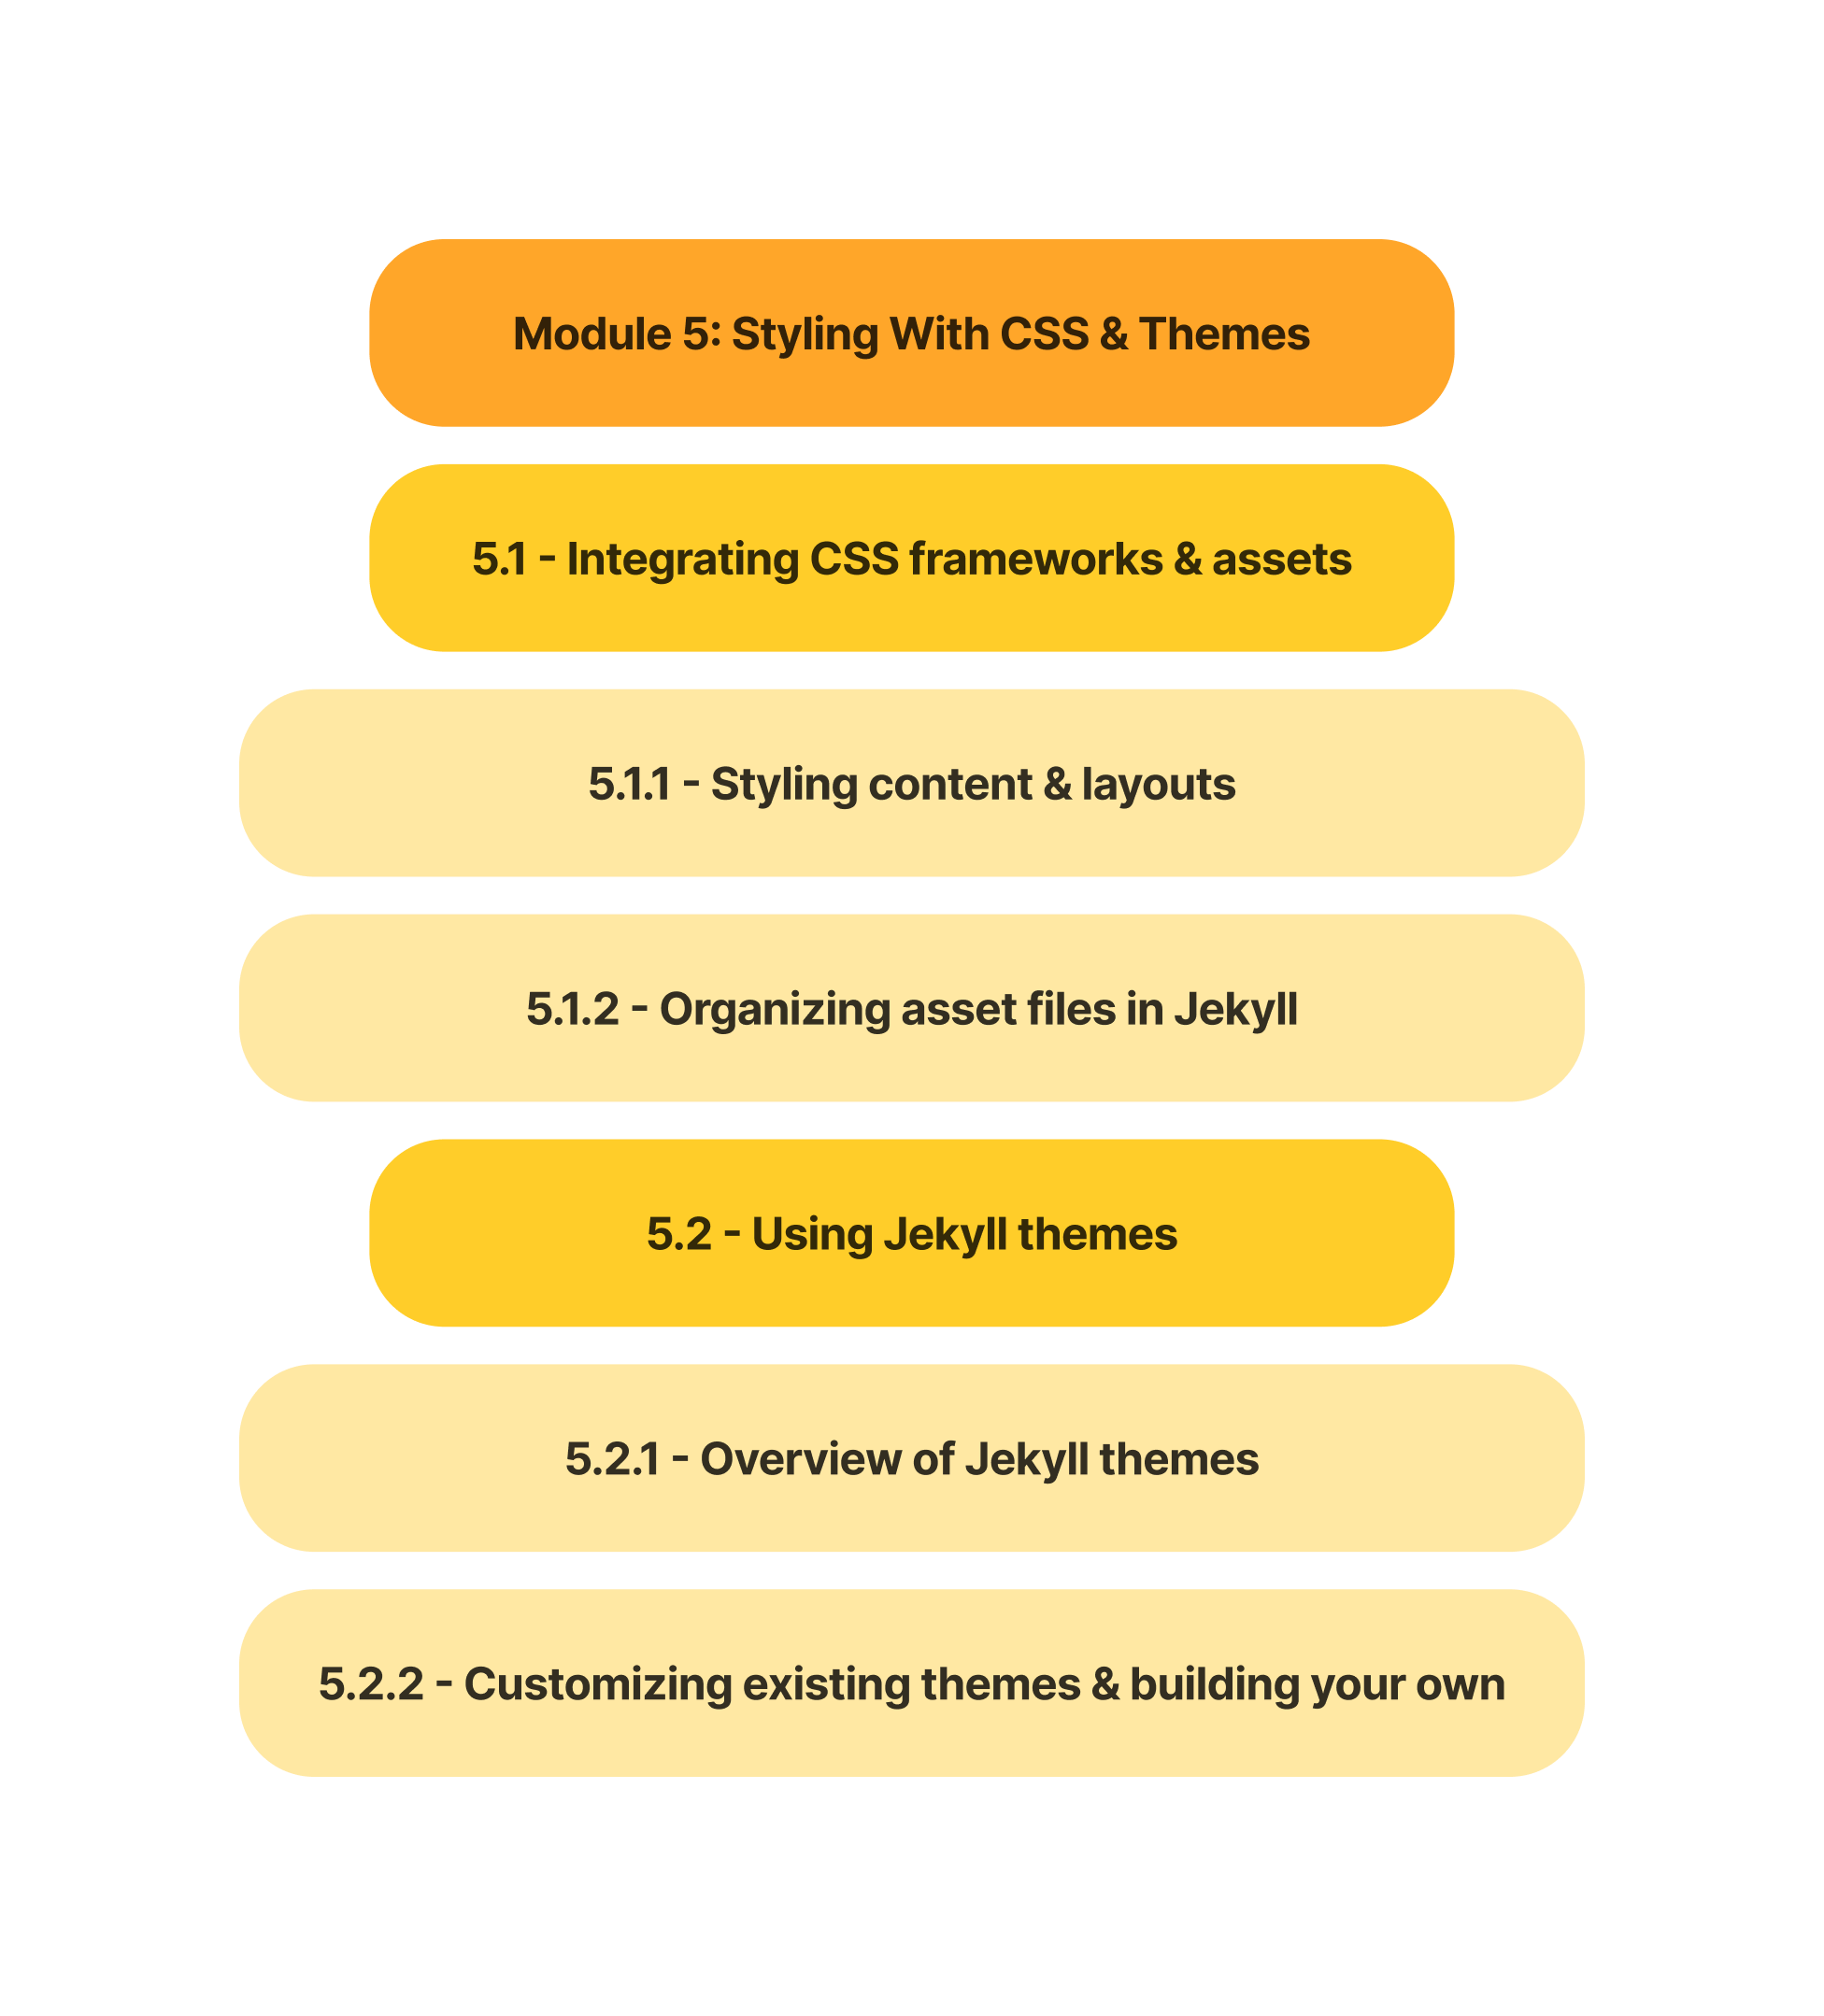 Module 5: Styling With CSS & Themes
5.1 - Integrating CSS frameworks & assets
5.1.1 - Styling content & layouts
5.1.2 - Organizing asset files in Jekyll
5.2 - Using Jekyll themes
5.2.1 - Overview of Jekyll themes
5.2.2 - Customizing existing themes & building your own